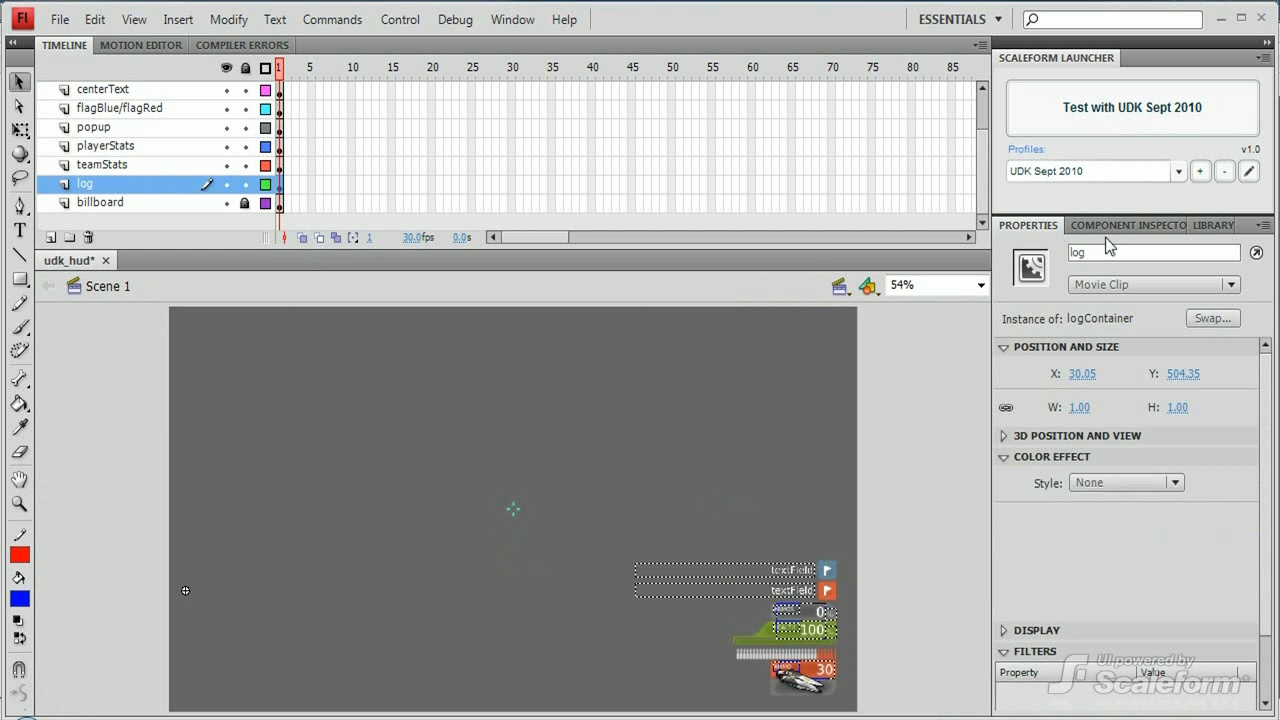 Fl File Edit View Insert Modify Text Commands Control Debug Window Help ESSENTIALS
TIMELINE MOTION EDITOR COMPILER ERRORS
1 5 10 15 20 25 30 35 40 45 50 55 60 65 70 75 80 85
centerText
flagBlue/flagRed
popup
playerStats
teamStats
log
billboard
1 30.0fps 0.0s
udk_hud*
Scene 1
54%
textField
textField
0
100
30
SCALEFORM LAUNCHER
Test with UDK Sept 2010
Profiles: v1.0
UDK Sept 2010 + -
PROPERTIES COMPONENT INSPECTO LIBRARY
log
Movie Clip
Instance of: logContainer Swap...
POSITION AND SIZE
X: 30.05 Y: 504.35
W: 1.00 H: 1.00
3D POSITION AND VIEW
COLOR EFFECT
Style: None
DISPLAY
FILTERS
Property Value
UI powered by
Scaleform®